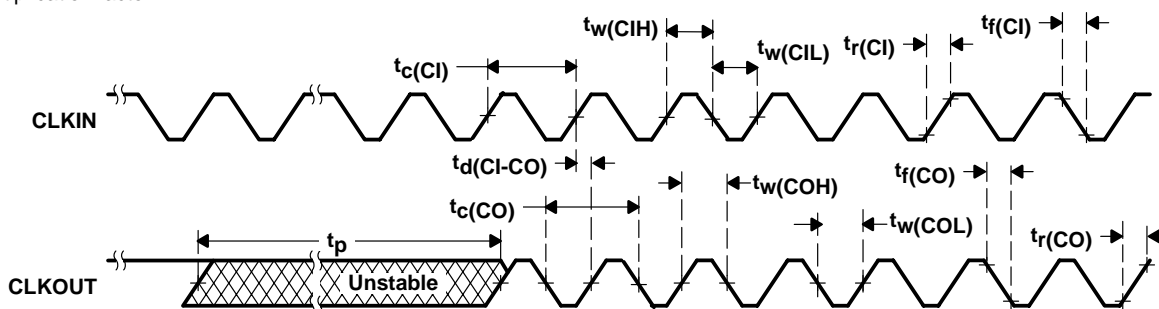 tw(CIH)
tf(CI)
tr(CI)
tw(CIL)
tc(CI)
CLKIN
td(CI-CO)
tf(CO)
tw(COH)
tc(CO)
tw(COL)
tr(CO)
tp
CLKOUT
Unstable